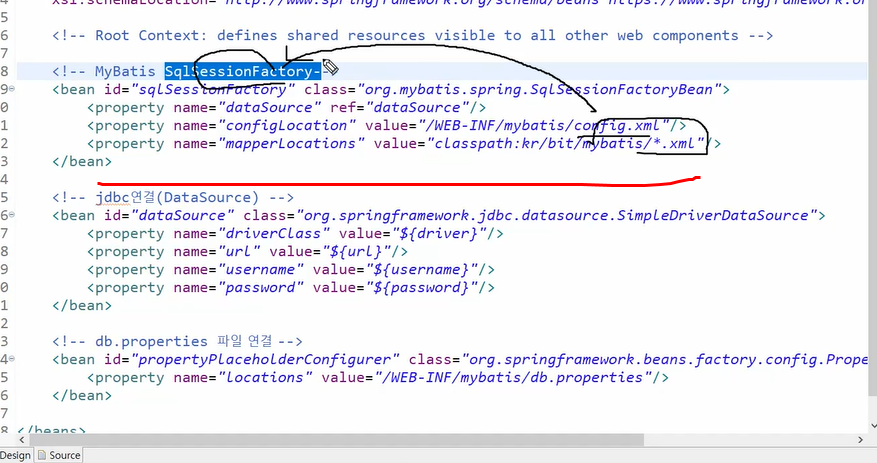 xsi:schemaLocation="http://www.springframework.org/schema/beans https://www.springframework.or
6 <!-- Root Context: defines shared resources visible to all other web components -->
7
8 <!-- MyBatis SqlSessionFactory-
9 <bean id="sqlSessionFactory" class="org.mybatis.spring.SqlSessionFactoryBean">
0 <property name="dataSource" ref="dataSource"/>
1 <property name="configLocation" value="/WEB-INF/mybatis/config.xml"/>
2 <property name="mapperLocations" value="classpath:kr/bit/mybatis/*.xml"/>
3 </bean>
4
5 <!-- jdbc연결(DataSource) -->
6 <bean id="dataSource" class="org.springframework.jdbc.datasource.SimpleDriverDataSource">
7 <property name="driverClass" value="${driver}"/>
8 <property name="url" value="${url}"/>
9 <property name="username" value="${username}"/>
0 <property name="password" value="${password}"/>
1 </bean>
2
3 <!-- db.properties 파일 연결 -->
4 <bean id="propertyPlaceholderConfigurer" class="org.springframework.beans.factory.config.Prope
5 <property name="locations" value="/WEB-INF/mybatis/db.properties"/>
6 </bean>
7
8 </beans>
Design Source